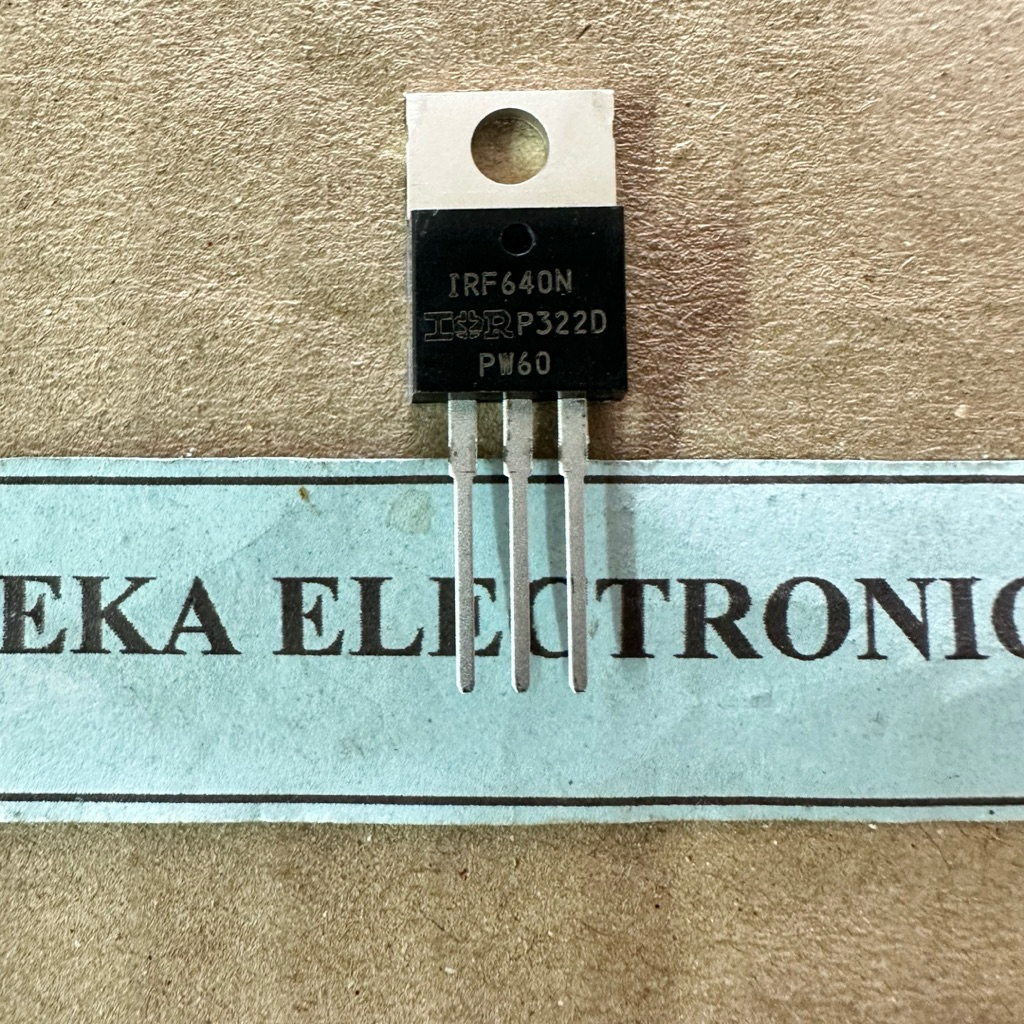 IRF640N
IOR P322D
PW60
EKA ELECTRONIC